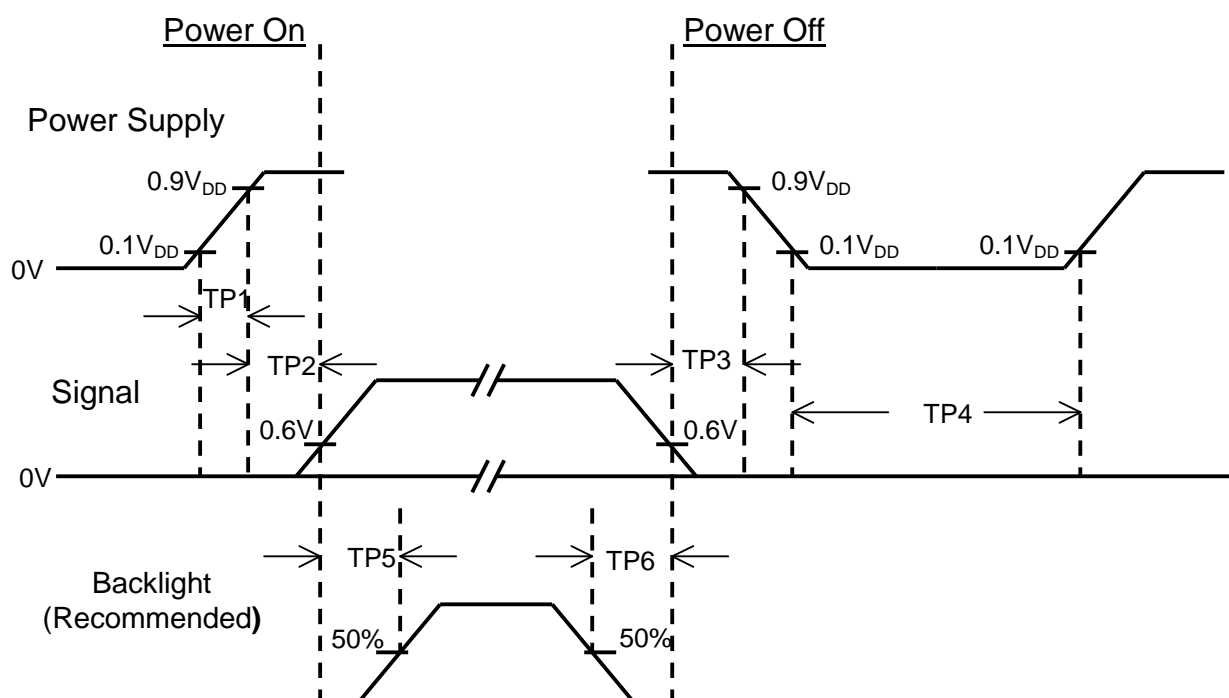 Power On
Power Off
Power Supply
0.9VDD
0.9VDD
0.1VDD
0.1VDD
0.1VDD
0V
TP1
TP2
TP3
Signal
TP4
0.6V
0.6V
0V
TP5
TP6
Backlight
(Recommended)
50%
50%